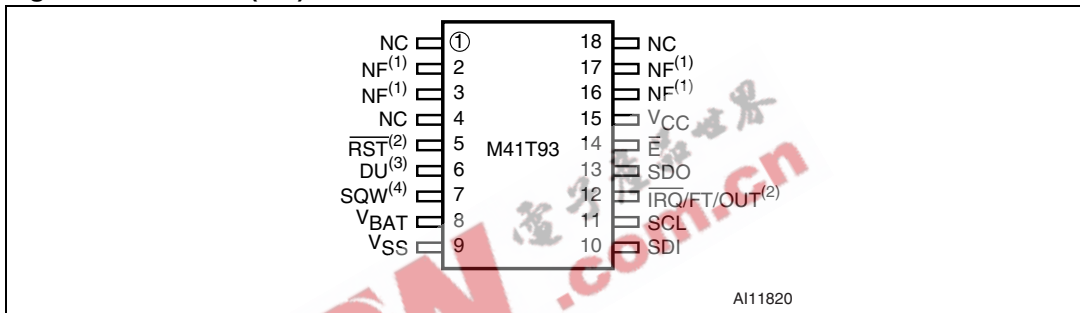 NC 1 18 NC
NF(1) 2 17 NF(1)
NF(1) 3 16 NF(1)
NC 4 15 VCC
RST(2) 5 M41T93 14 E
DU(3) 6 13 SDO
SQW(4) 7 12 IRQ/FT/OUT(2)
VBAT 8 11 SCL
VSS 9 10 SDI
AI11820
.com.cn